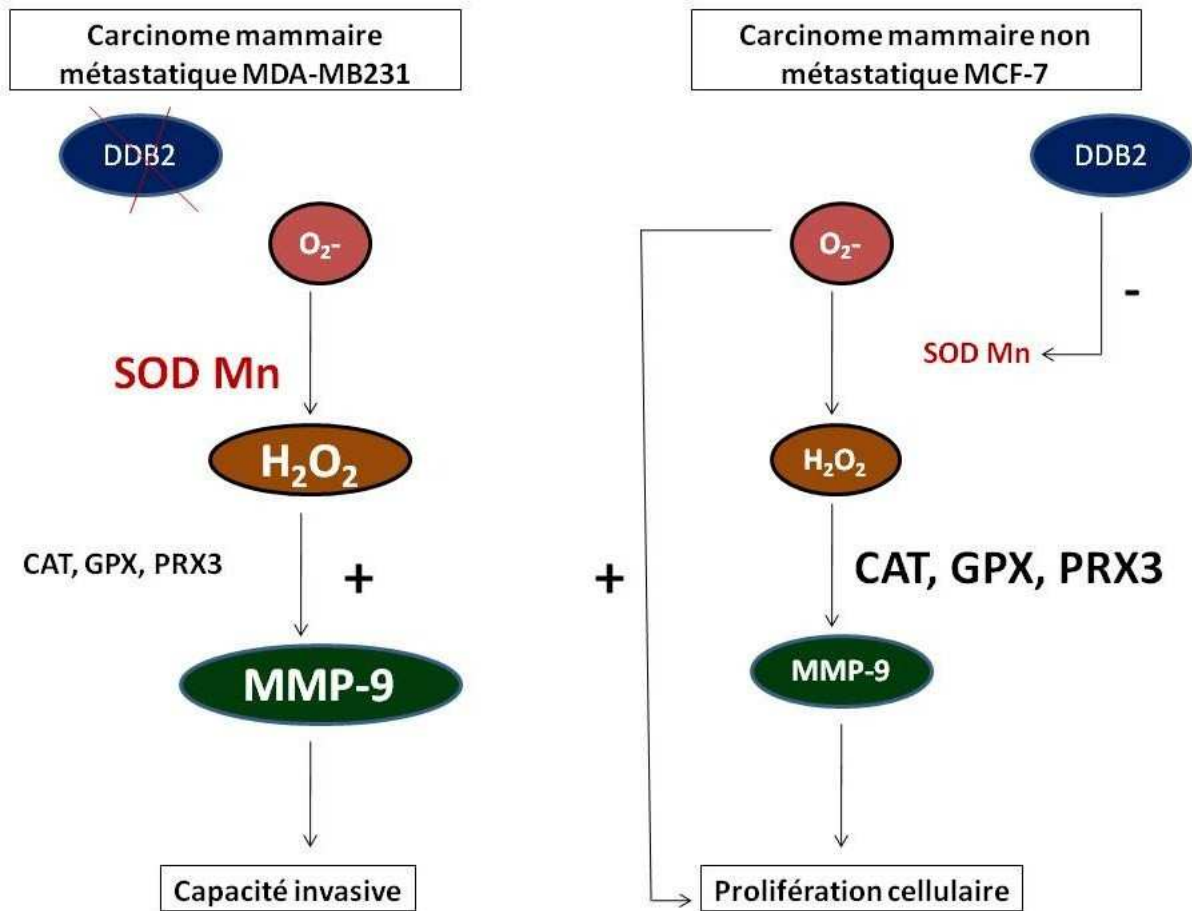 Carcinome mammaire
métastatique MDA-MB231
DDB2
O₂-
SOD Mn
H₂O₂
CAT, GPX, PRX3
+
MMP-9
Capacité invasive
Carcinome mammaire non
métastatique MCF-7
DDB2
O₂-
-
SOD Mn
H₂O₂
+
CAT, GPX, PRX3
MMP-9
Prolifération cellulaire